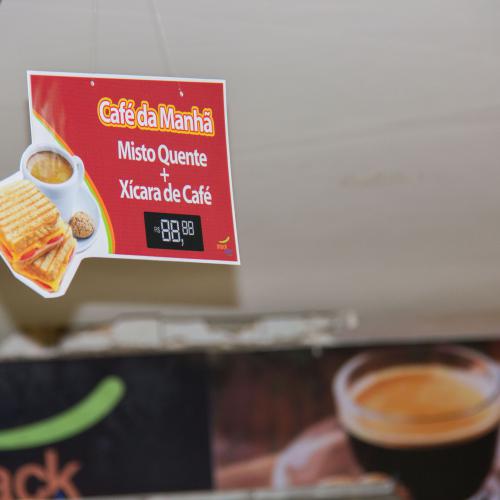 Café da Manhã
Misto Quente
+
Xícara de Café
R$ 88,88
ack